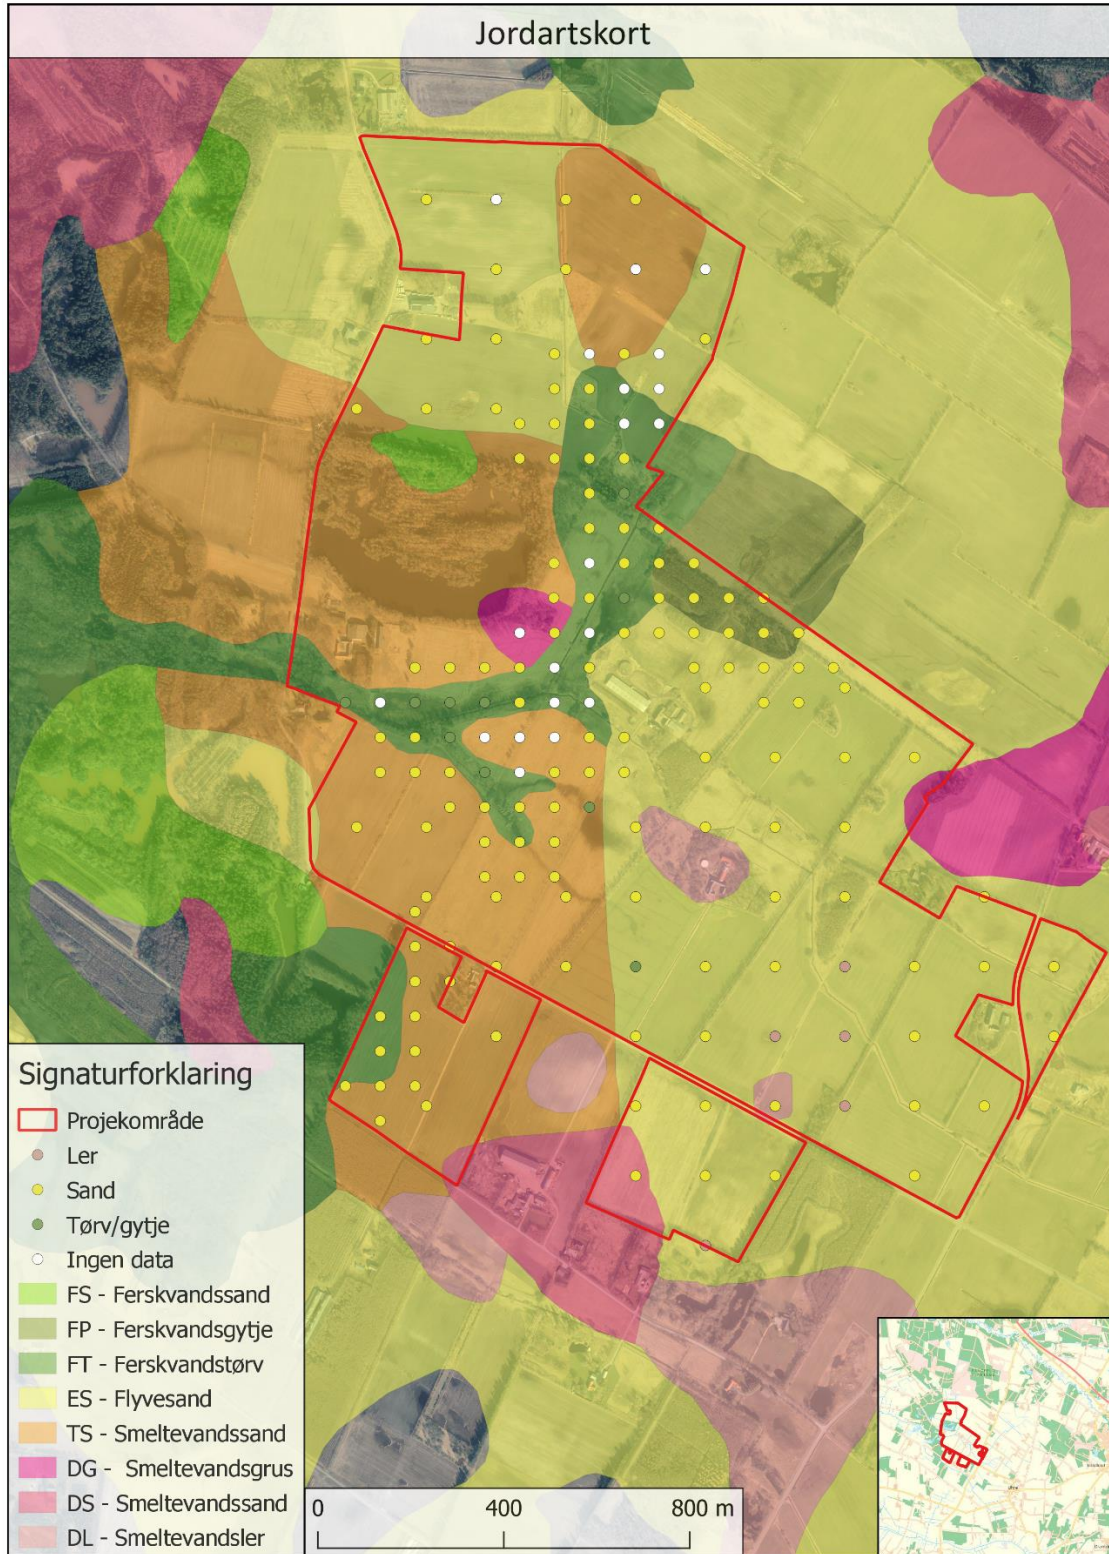 Jordartskort
Signaturforklaring
Projekområde
Ler
Sand
Tørv/gytje
Ingen data
FS - Ferskvandssand
FP - Ferskvandsgytje
FT - Ferskvandstørv
ES - Flyvesand
TS - Smeltevandssand
DG - Smeltevandsgrus
DS - Smeltevandssand
DL - Smeltevandsler
0 400 800 m